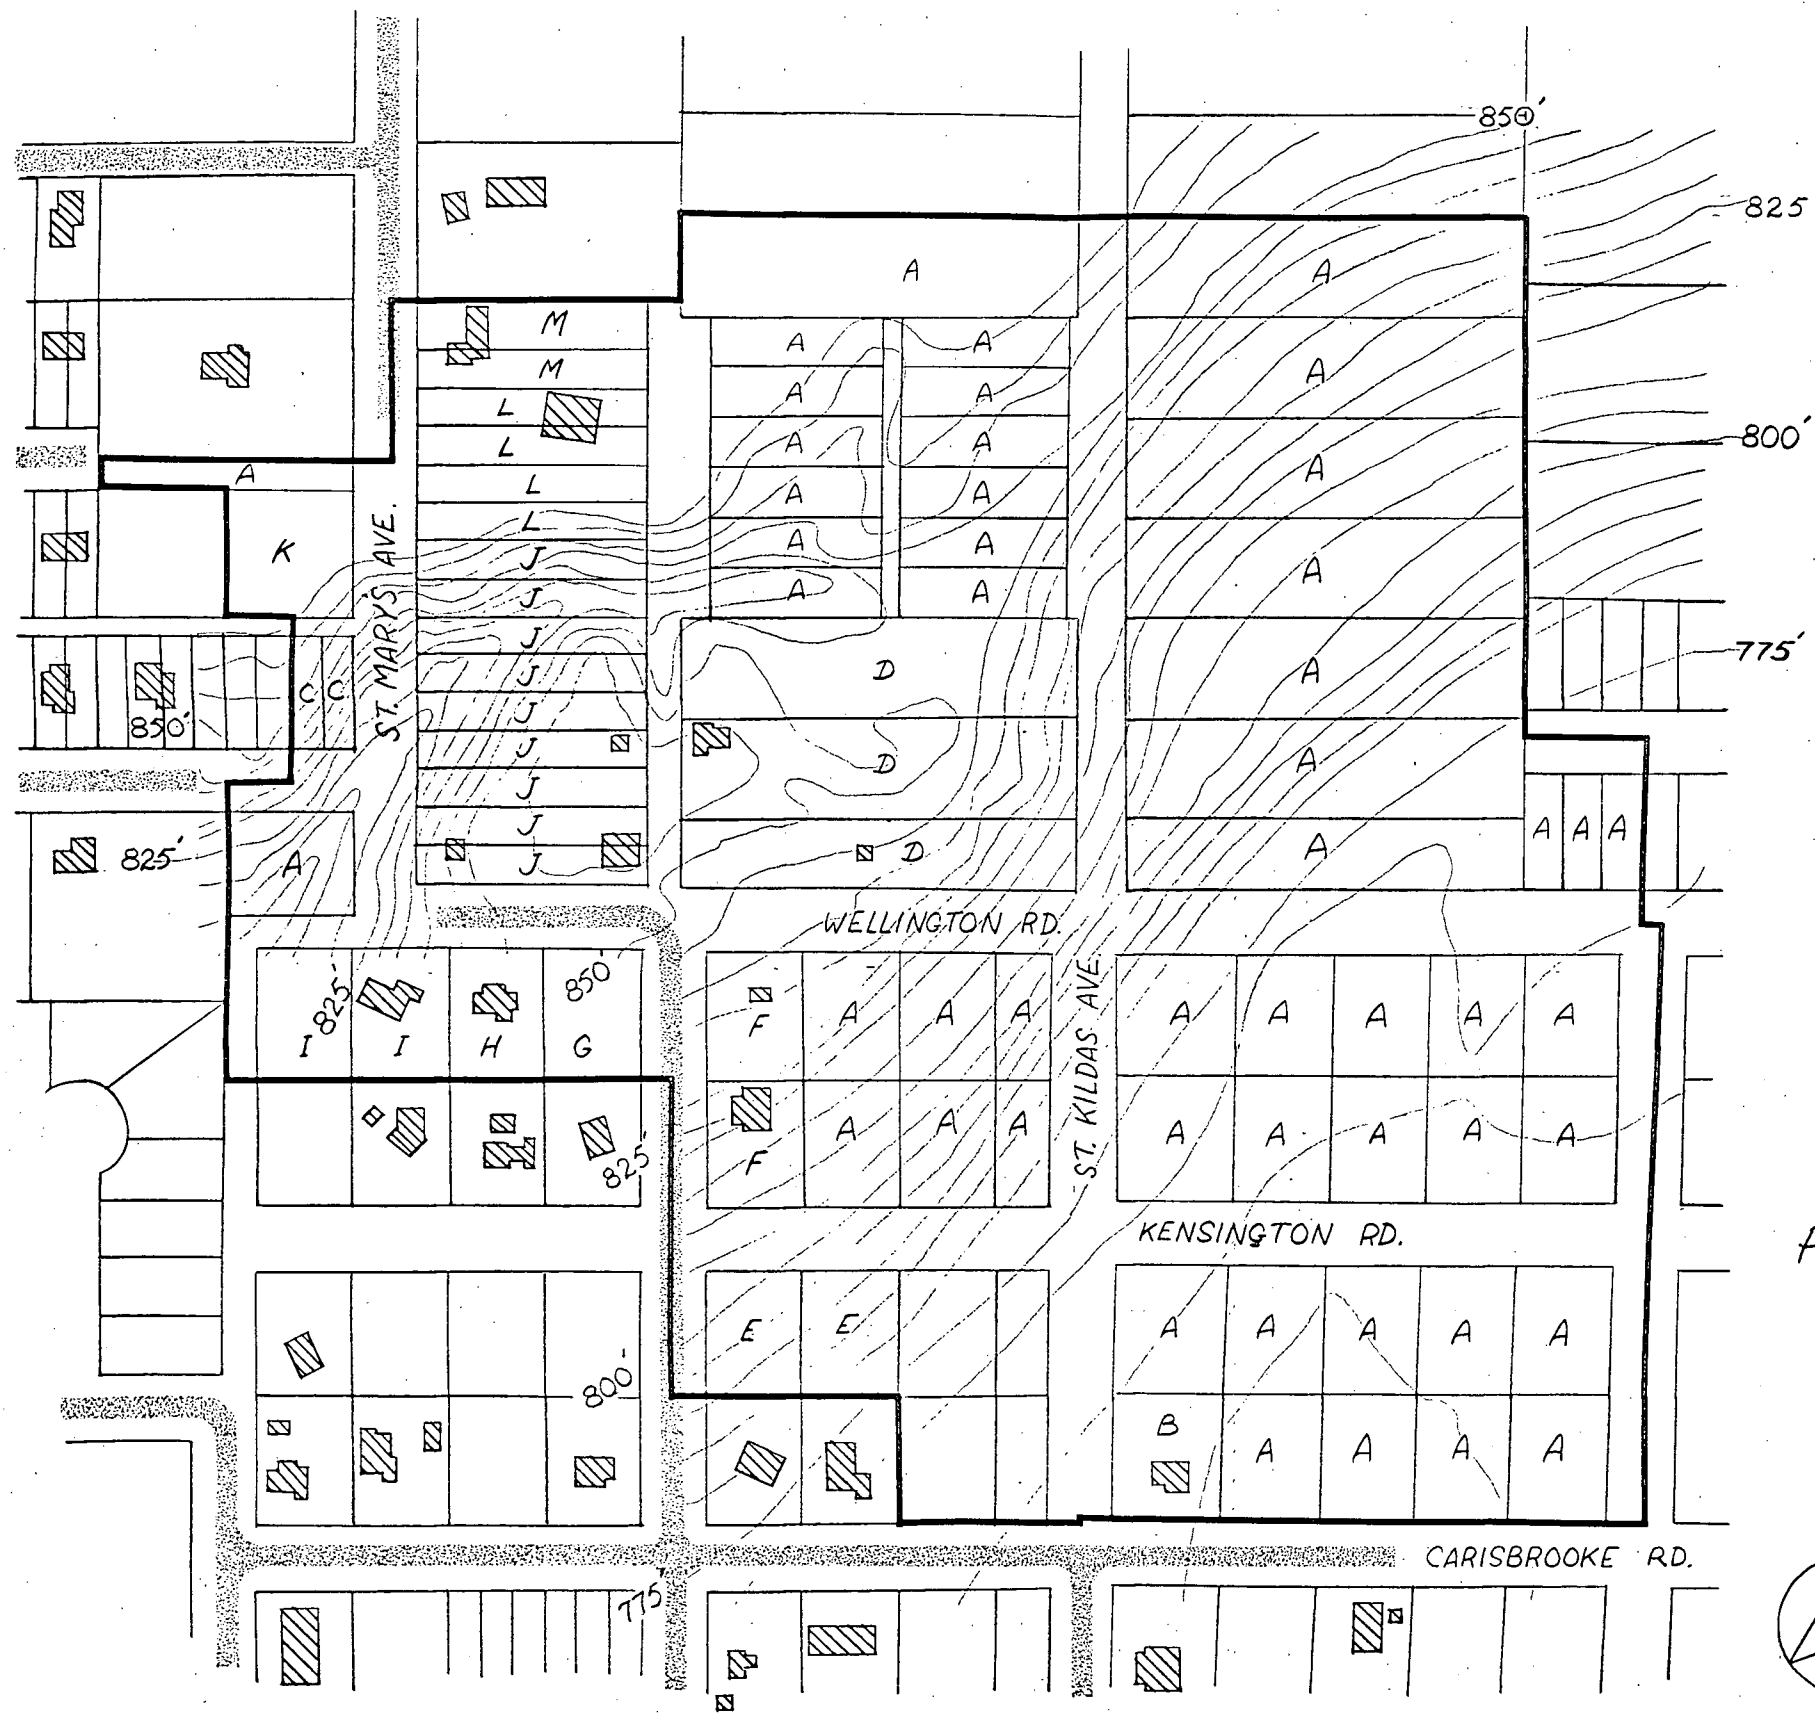 850'
825
A A
M A A A
M A A A
L
L A A 800'
A
L A A
A
K L A A
J A
J A A
ST. MARY'S AVE.
J D A 775'
C C J
J
850' J D A
J
825' A J D A A A A
J
WELLINGTON RD.
I 825' I H G 850'
F A A A ST. KILDAS AVE. A A A A A
825'
F A A A A A A A A
KENSINGTON RD.
E E A A A A A
800'
B A A A A
CARISBROOKE RD.
775'